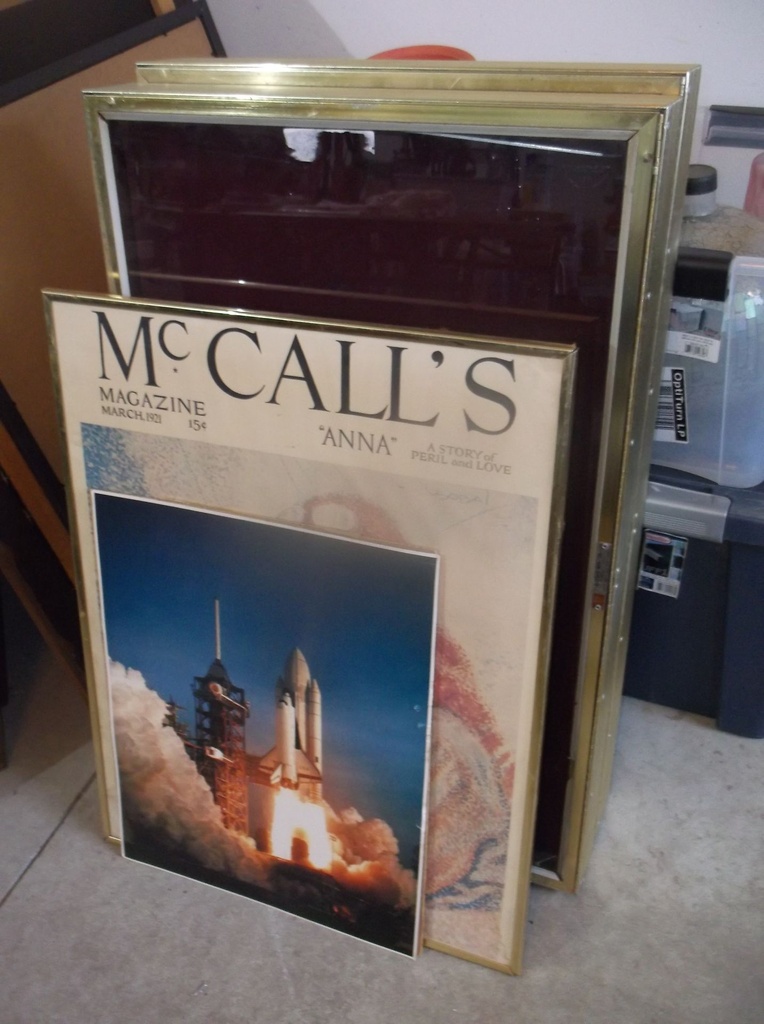 McCALL'S
MAGAZINE
MARCH, 1921 15¢
"ANNA"
A STORY of
PERIL and LOVE
OptiTurn LP